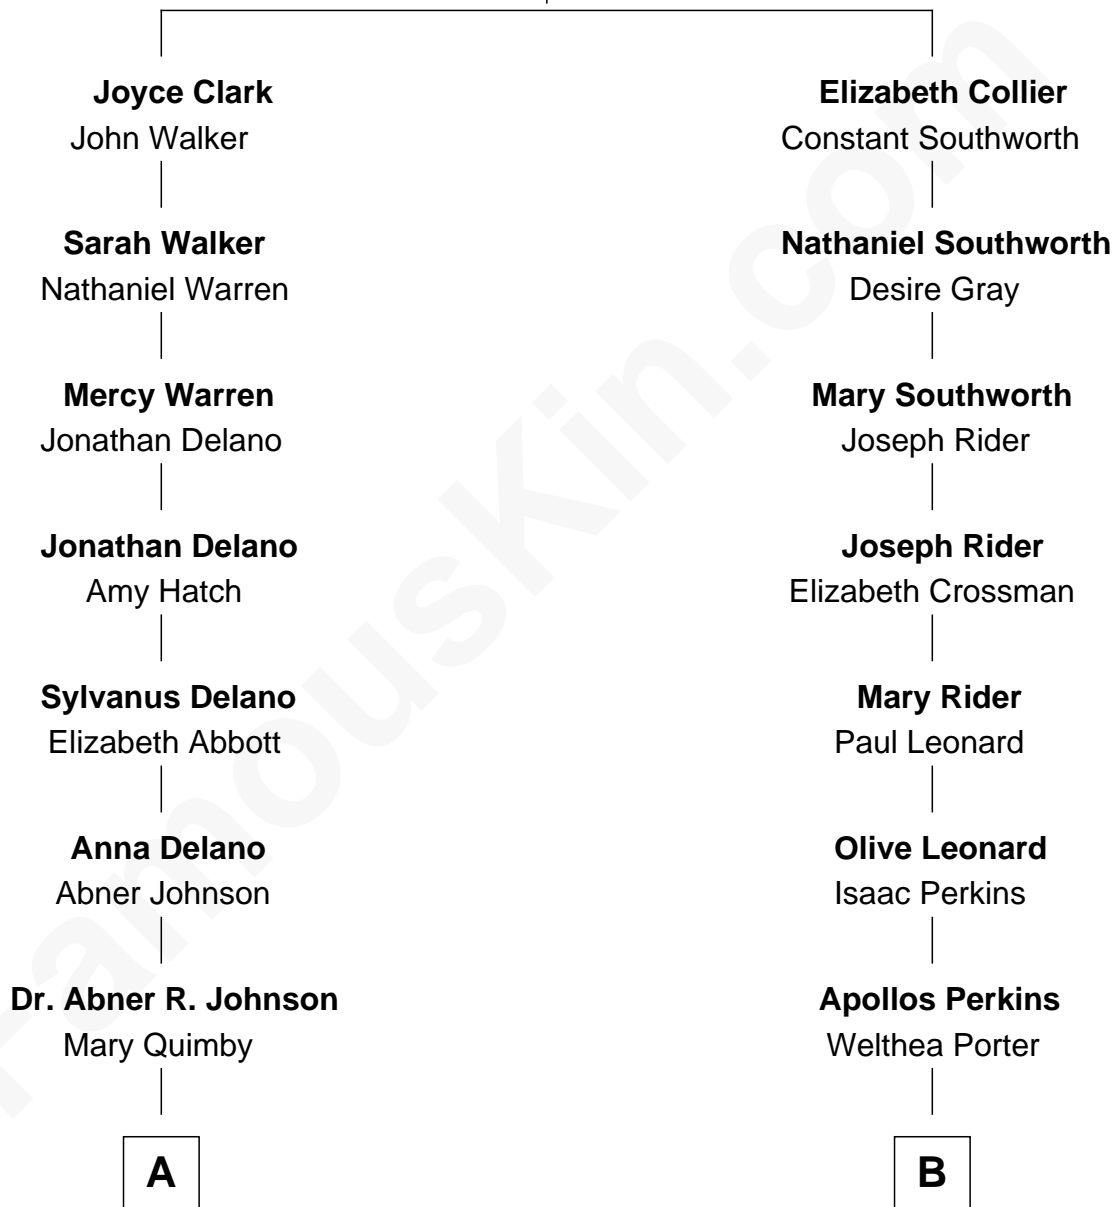 Joyce Clark
John Walker
Sarah Walker
Nathaniel Warren
Mercy Warren
Jonathan Delano
Jonathan Delano
Amy Hatch
Sylvanus Delano
Elizabeth Abbott
Anna Delano
Abner Johnson
Dr. Abner R. Johnson
Mary Quimby
A
Elizabeth Collier
Constant Southworth
Nathaniel Southworth
Desire Gray
Mary Southworth
Joseph Rider
Joseph Rider
Elizabeth Crossman
Mary Rider
Paul Leonard
Olive Leonard
Isaac Perkins
Apollos Perkins
Welthea Porter
B
FamousKin.com